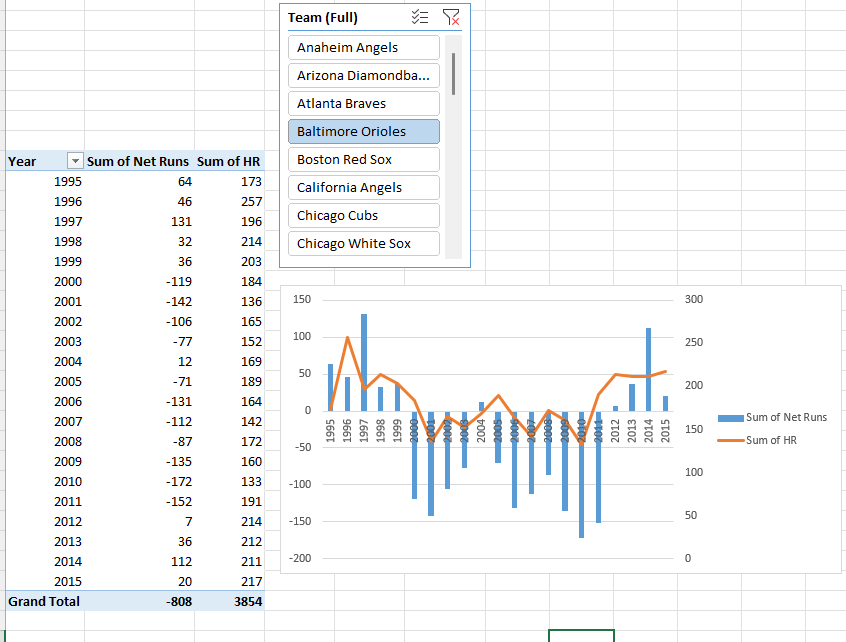 Team (Full)
Anaheim Angels
Arizona Diamondba...
Atlanta Braves
Baltimore Orioles
Boston Red Sox
California Angels
Chicago Cubs
Chicago White Sox
Year Sum of Net Runs Sum of HR
1995 64 173
1996 46 257
1997 131 196
1998 32 214
1999 36 203
2000 -119 184
2001 -142 136
2002 -106 165
2003 -77 152
2004 12 169
2005 -71 189
2006 -131 164
2007 -112 142
2008 -87 172
2009 -135 160
2010 -172 133
2011 -152 191
2012 7 214
2013 36 212
2014 112 211
2015 20 217
Grand Total -808 3854
150
100
50
0
-50
-100
-150
-200
1995 1996 1997 1998 1999 2000 2001 2002 2003 2004 2005 2006 2007 2008 2009 2010 2011 2012 2013 2014 2015
300
250
200
150
100
50
0
Sum of Net Runs
Sum of HR